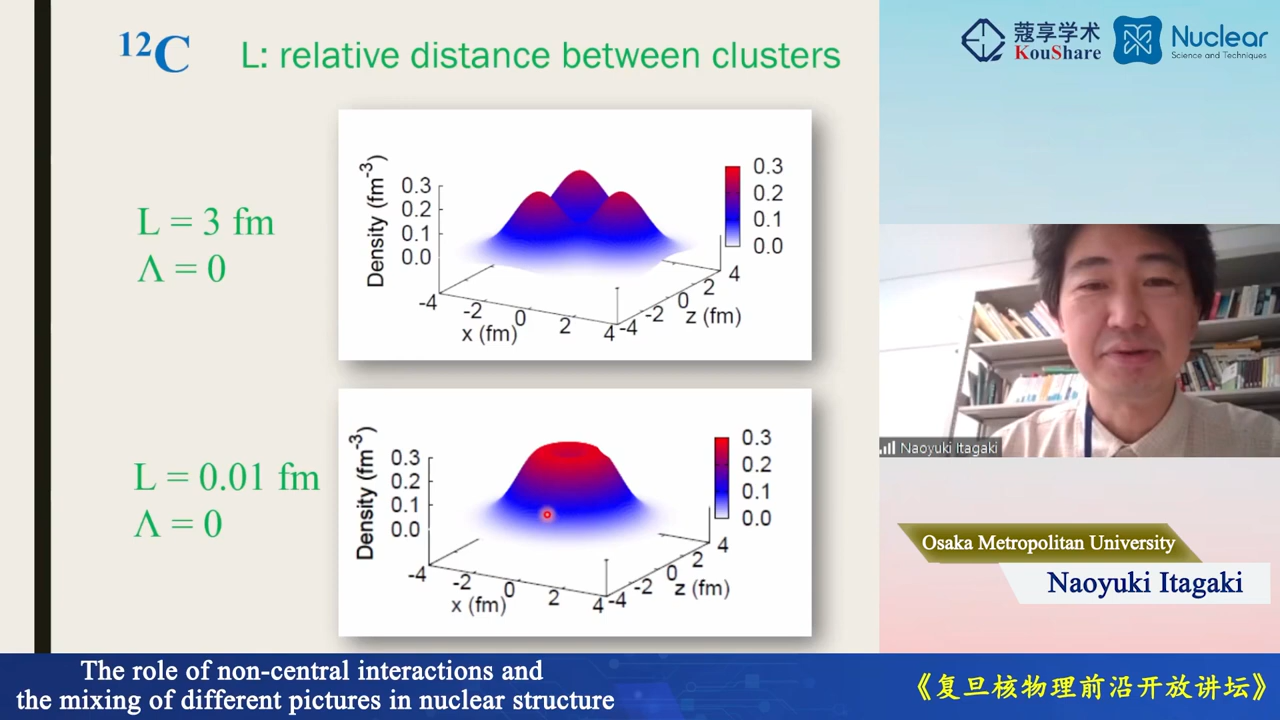 ¹²C
L: relative distance between clusters
L = 3 fm
Λ = 0
Density (fm⁻³)
0.3
0.2
0.1
0.0
-4
-2
0
2
4
x (fm)
-4
-2
0
2
4
z (fm)
0.3
0.2
0.1
0.0
L = 0.01 fm
Λ = 0
Density (fm⁻³)
0.3
0.2
0.1
0.0
-4
-2
0
2
4
x (fm)
-4
-2
0
2
4
z (fm)
0.3
0.2
0.1
0.0
蔻享学术
KouShare
Nuclear
Science and Techniques
Naoyuki Itagaki
Osaka Metropolitan University
Naoyuki Itagaki
The role of non-central interactions and
the mixing of different pictures in nuclear structure
《复旦核物理前沿开放讲坛》